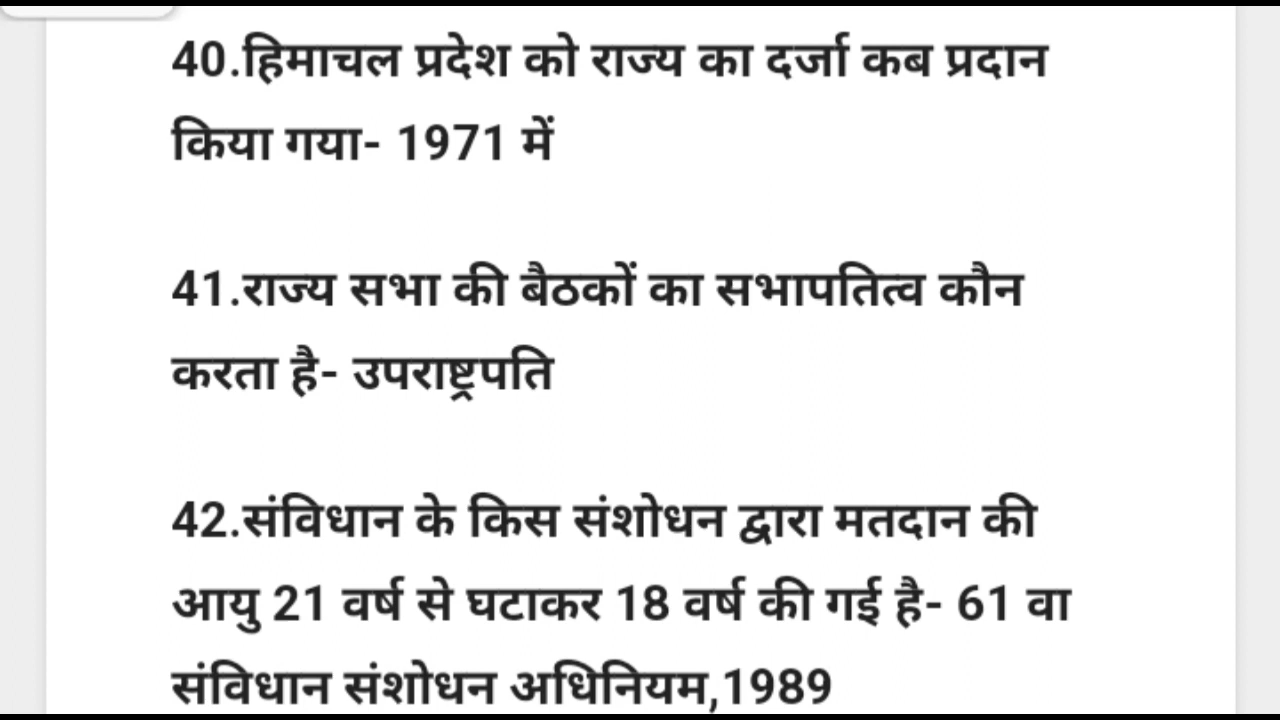 40.हिमाचल प्रदेश को राज्य का दर्जा कब प्रदान
किया गया- 1971 में
41.राज्य सभा की बैठकों का सभापतित्व कौन
करता है- उपराष्ट्रपति
42.संविधान के किस संशोधन द्वारा मतदान की
आयु 21 वर्ष से घटाकर 18 वर्ष की गई है- 61 वा
संविधान संशोधन अधिनियम,1989